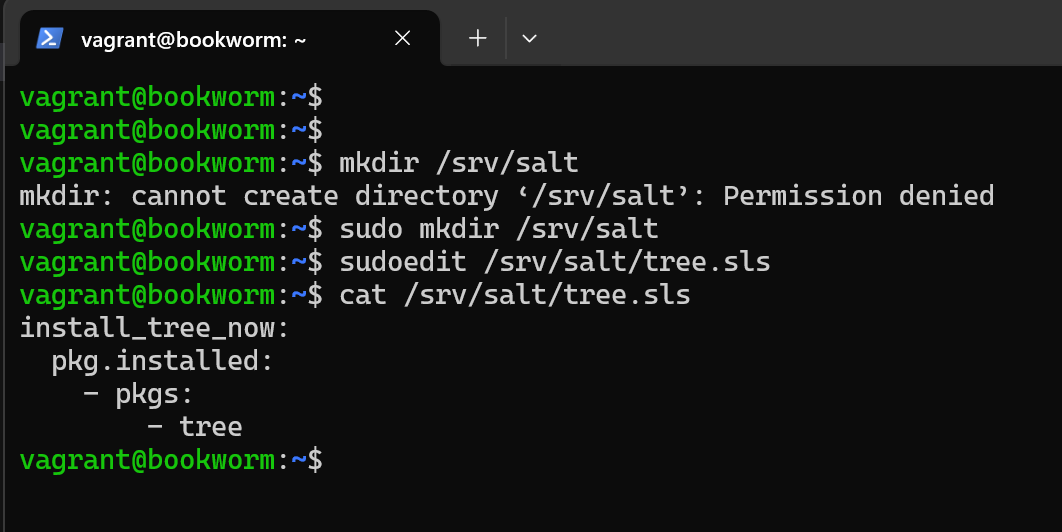 vagrant@bookworm: ~
vagrant@bookworm:~$
vagrant@bookworm:~$
vagrant@bookworm:~$ mkdir /srv/salt
mkdir: cannot create directory ‘/srv/salt’: Permission denied
vagrant@bookworm:~$ sudo mkdir /srv/salt
vagrant@bookworm:~$ sudoedit /srv/salt/tree.sls
vagrant@bookworm:~$ cat /srv/salt/tree.sls
install_tree_now:
  pkg.installed:
    - pkgs:
        - tree
vagrant@bookworm:~$